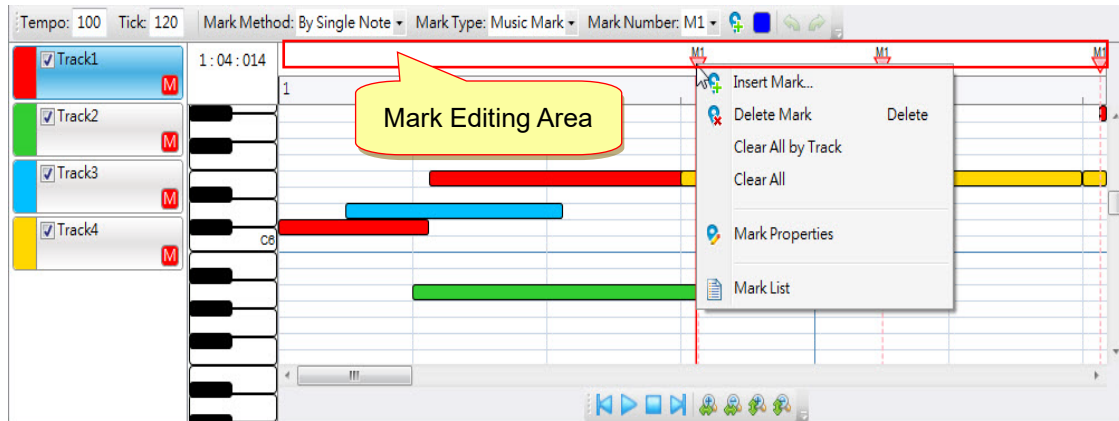 Tempo: 100 Tick: 120 Mark Method: By Single Note Mark Type: Music Mark Mark Number: M1
Track1
M
Track2
M
Track3
M
Track4
M
1:04:014
M1 M1 M1
1
Mark Editing Area
C6
Insert Mark...
Delete Mark Delete
Clear All by Track
Clear All
Mark Properties
Mark List